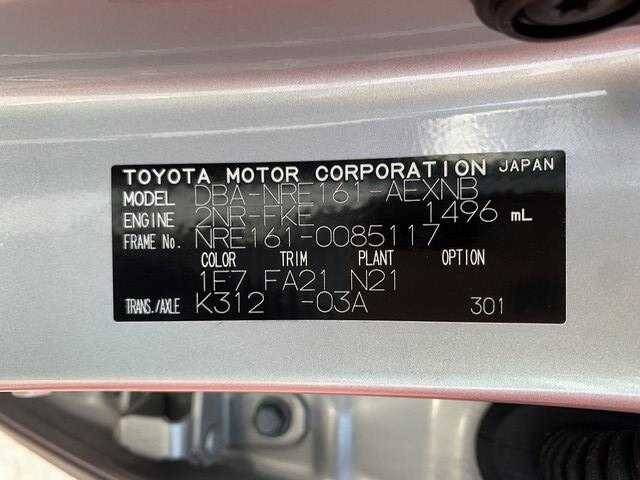 TOYOTA MOTOR CORPORATION JAPAN
MODEL DBA-NRE161-AEXNB
ENGINE 2NR-FKE 1496 mL
FRAME No. NRE161-0085117
COLOR TRIM PLANT OPTION
1F7 FA21 N21
TRANS./AXLE K312 -03A 301